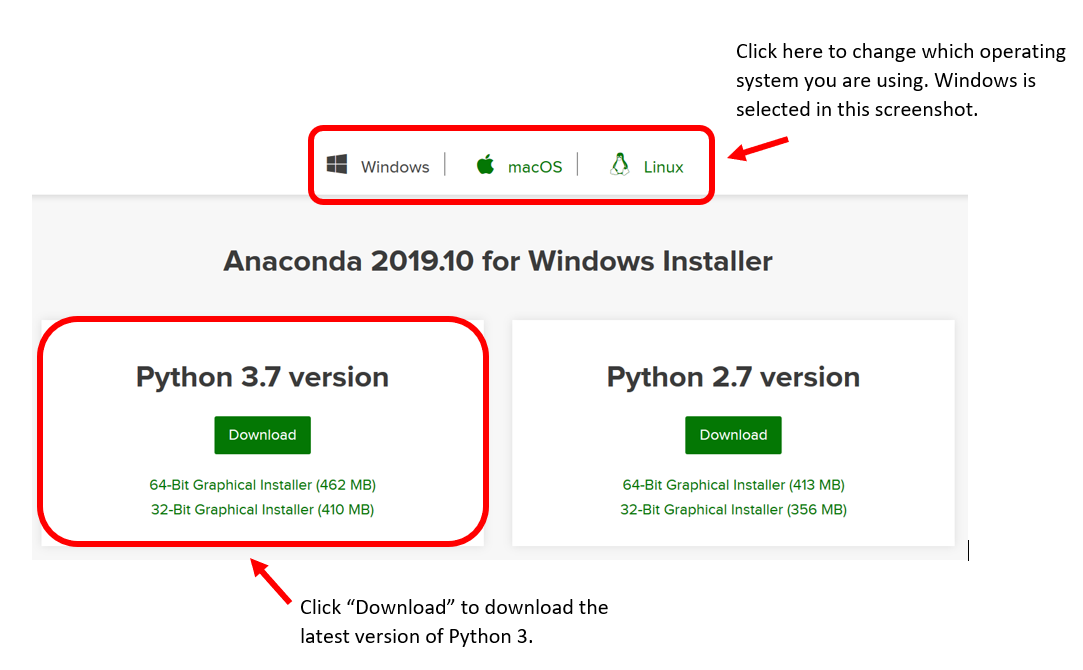 Click here to change which operating
system you are using. Windows is
selected in this screenshot.
Windows macOS Linux
Anaconda 2019.10 for Windows Installer
Python 3.7 version
Download
64-Bit Graphical Installer (462 MB)
32-Bit Graphical Installer (410 MB)
Python 2.7 version
Download
64-Bit Graphical Installer (413 MB)
32-Bit Graphical Installer (356 MB)
Click “Download” to download the
latest version of Python 3.